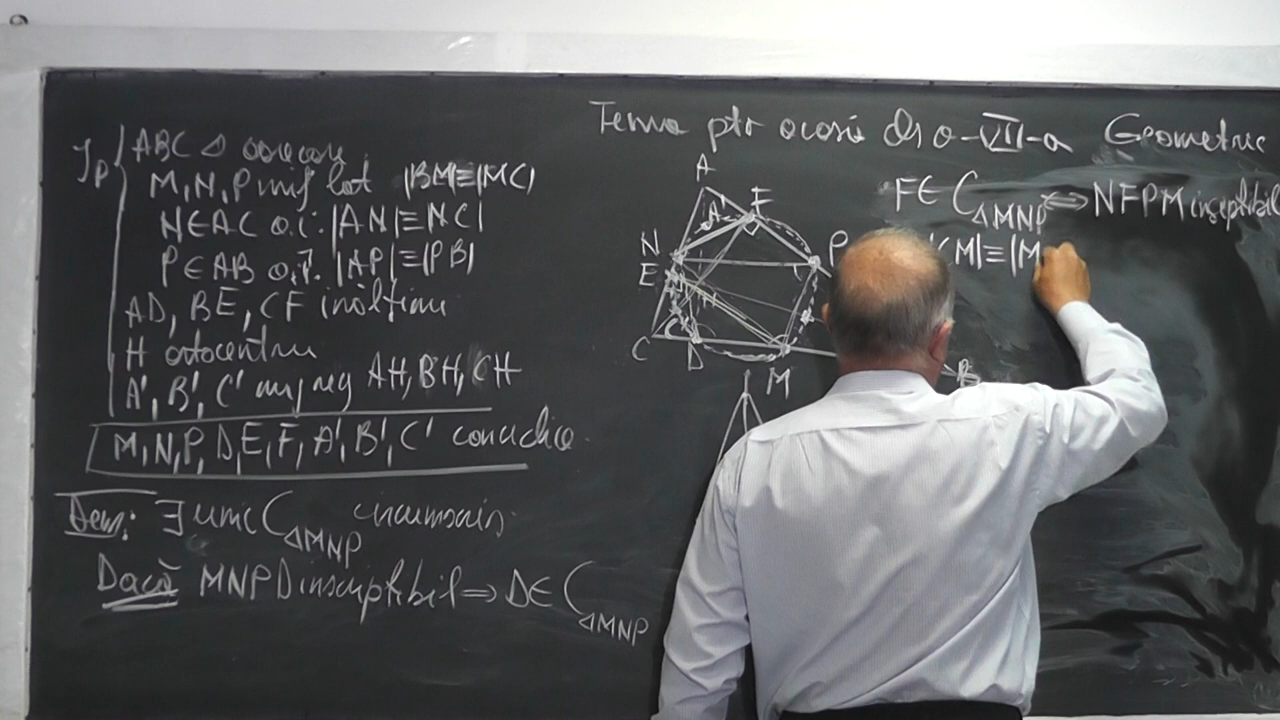 Tema ptr acasă cls a-VII-a Geometrie
Ip
ABC Δ oarecare
M, N, P mij lat |BM|≡|MC|
N∈AC a.î: |AN|≡NC|
P∈AB a.î. |AP|≡|PB|
AD, BE, CF înălțimi
H ortocentru
A', B', C' mij seg AH, BH, CH
M, N, P, D, E, F, A', B', C' conciclice.
Dem: ∃ unic C△MNP circumscris.
Dacă MNPD inscriptibil ⇒ D∈ C△MNP
A
F
A'
N
P
E
H
C'
C
D
M
B
F∈ C△MNP ⇔ NFPM inscriptibil
CM|≡|M